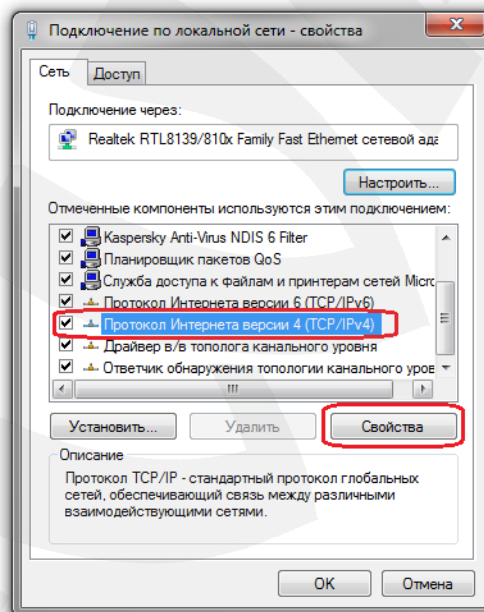 Подключение по локальной сети - свойства
Сеть
Доступ
Подключение через:
Realtek RTL8139/810x Family Fast Ethernet сетевой ада
Настроить...
Отмеченные компоненты используются этим подключением:
Kaspersky Anti-Virus NDIS 6 Filter
Планировщик пакетов QoS
Служба доступа к файлам и принтерам сетей Micro
Протокол Интернета версии 6 (TCP/IPv6)
Протокол Интернета версии 4 (TCP/IPv4)
Драйвер в/в тополога канального уровня
Ответчик обнаружения топологии канального уров
Установить...
Удалить
Свойства
Описание
Протокол TCP/IP - стандартный протокол глобальных
сетей, обеспечивающий связь между различными
взаимодействующими сетями.
OK
Отмена